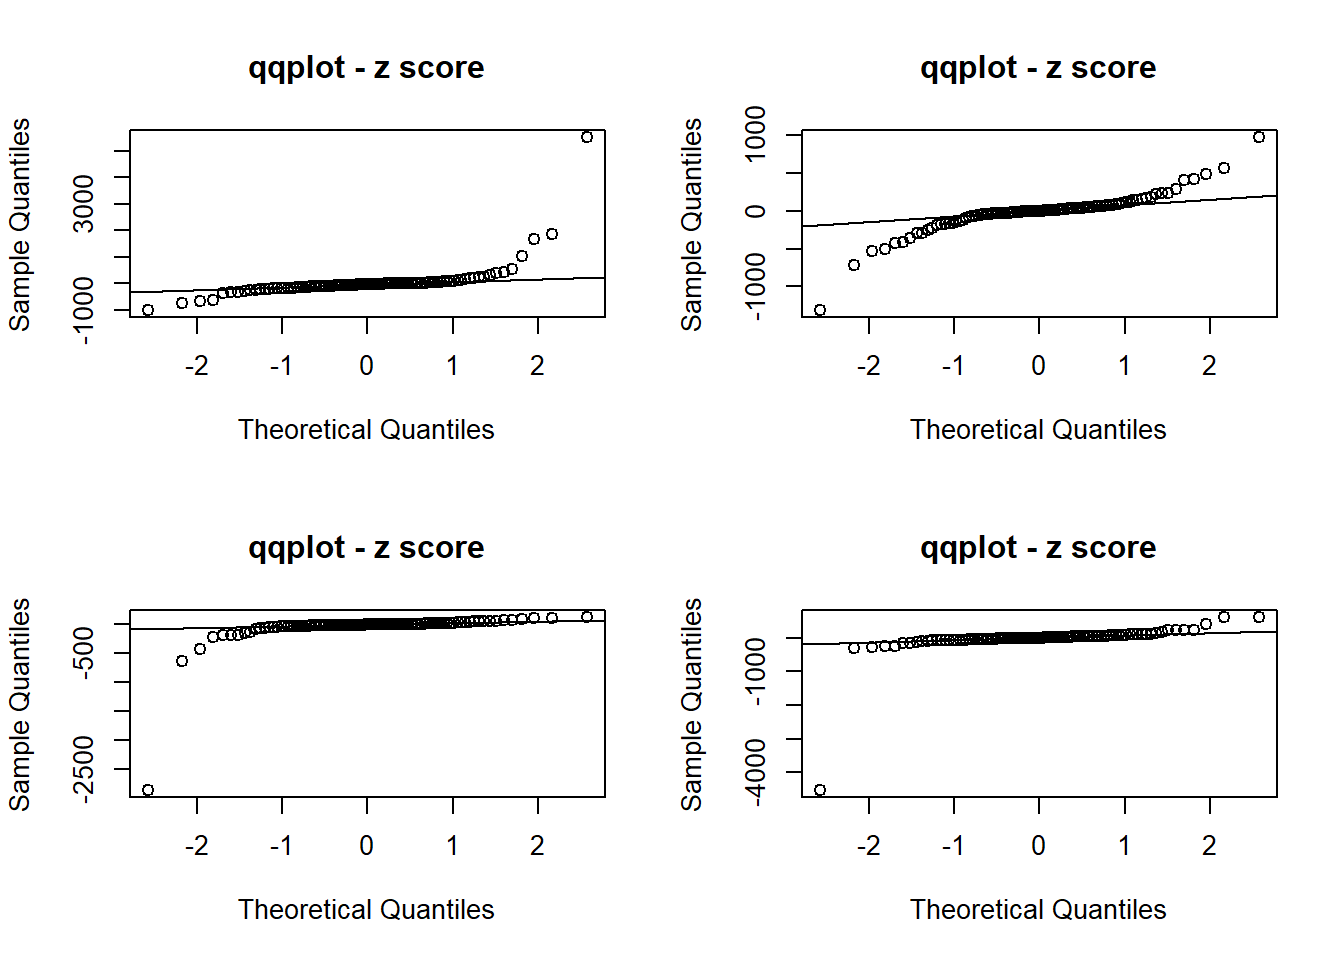 qqplot - z score
Sample Quantiles
-1000 3000
-2 -1 0 1 2
Theoretical Quantiles
qqplot - z score
Sample Quantiles
-1000 0 1000
-2 -1 0 1 2
Theoretical Quantiles
qqplot - z score
Sample Quantiles
-2500 -500
-2 -1 0 1 2
Theoretical Quantiles
qqplot - z score
Sample Quantiles
-4000 -1000
-2 -1 0 1 2
Theoretical Quantiles